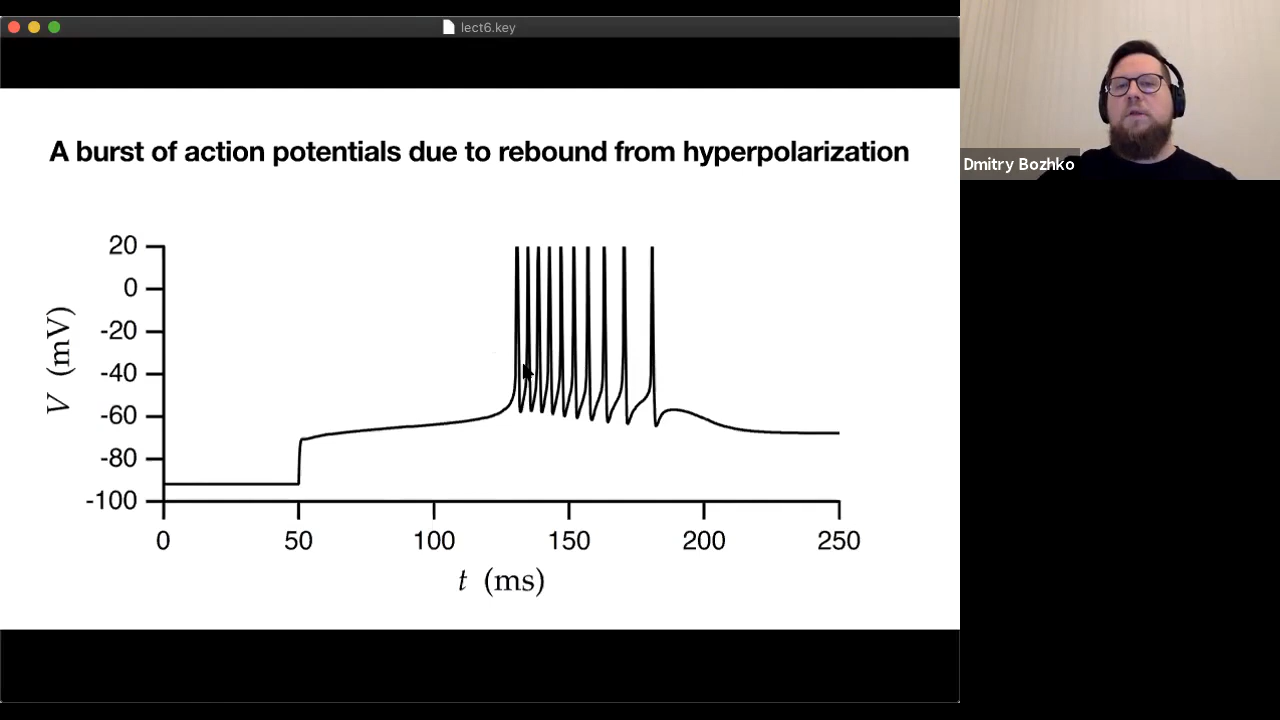 lect6.key
A burst of action potentials due to rebound from hyperpolarization
20
0
-20
-40
-60
-80
-100
V (mV)
0 50 100 150 200 250
t (ms)
Dmitry Bozhko